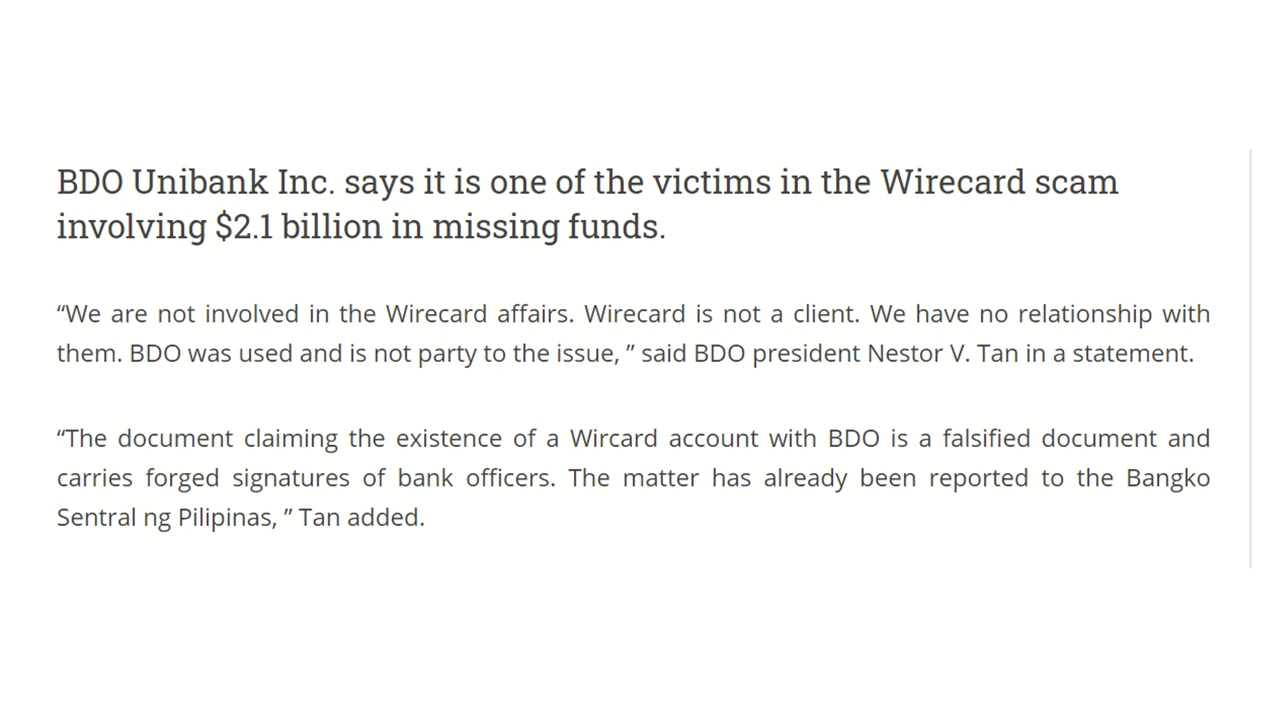 BDO Unibank Inc. says it is one of the victims in the Wirecard scam
involving $2.1 billion in missing funds.
“We are not involved in the Wirecard affairs. Wirecard is not a client. We have no relationship with
them. BDO was used and is not party to the issue, ” said BDO president Nestor V. Tan in a statement.
“The document claiming the existence of a Wircard account with BDO is a falsified document and
carries forged signatures of bank officers. The matter has already been reported to the Bangko
Sentral ng Pilipinas, ” Tan added.